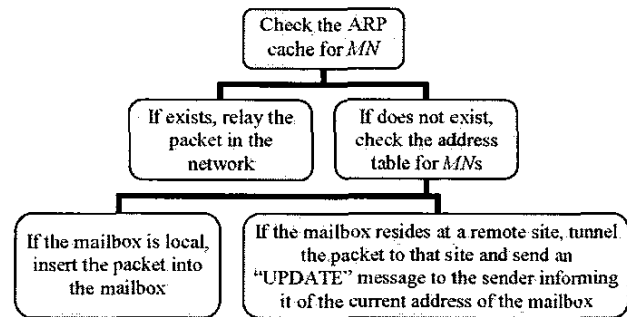 Check the ARP
cache for MN
If exists, relay the
packet in the
network
If does not exist,
check the address
table for MNs
If the mailbox is local,
insert the packet into
the mailbox
If the mailbox resides at a remote site, tunnel
the packet to that site and send an
“UPDATE” message to the sender informing
it of the current address of the mailbox